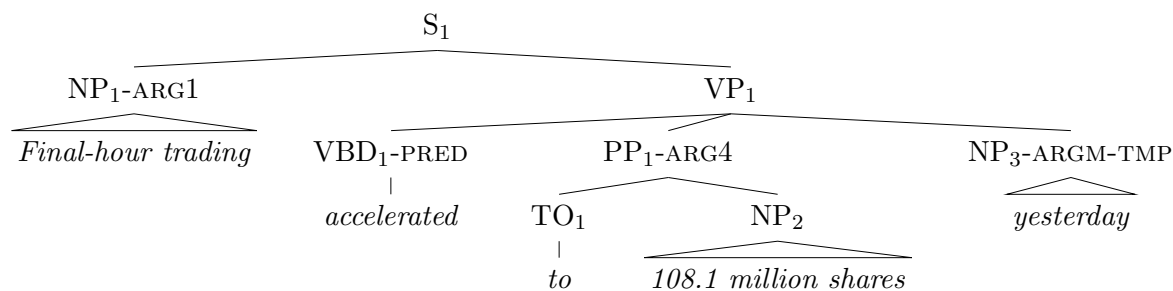 S1
NP1-ARG1 VP1
Final-hour trading VBD1-PRED PP1-ARG4 NP3-ARGM-TMP
accelerated TO1 NP2 yesterday
to 108.1 million shares